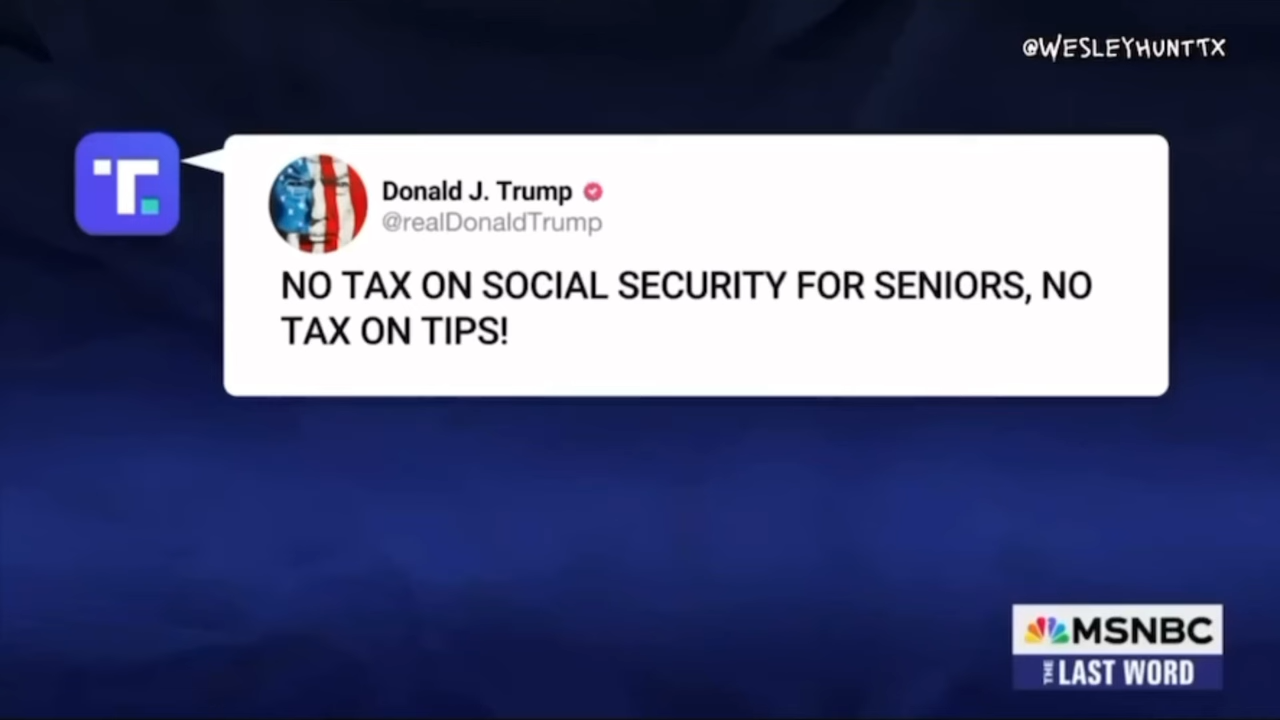 @WESLEYHUNTTX
T.
Donald J. Trump
@realDonaldTrump
NO TAX ON SOCIAL SECURITY FOR SENIORS, NO
TAX ON TIPS!
MSNBC
THE LAST WORD